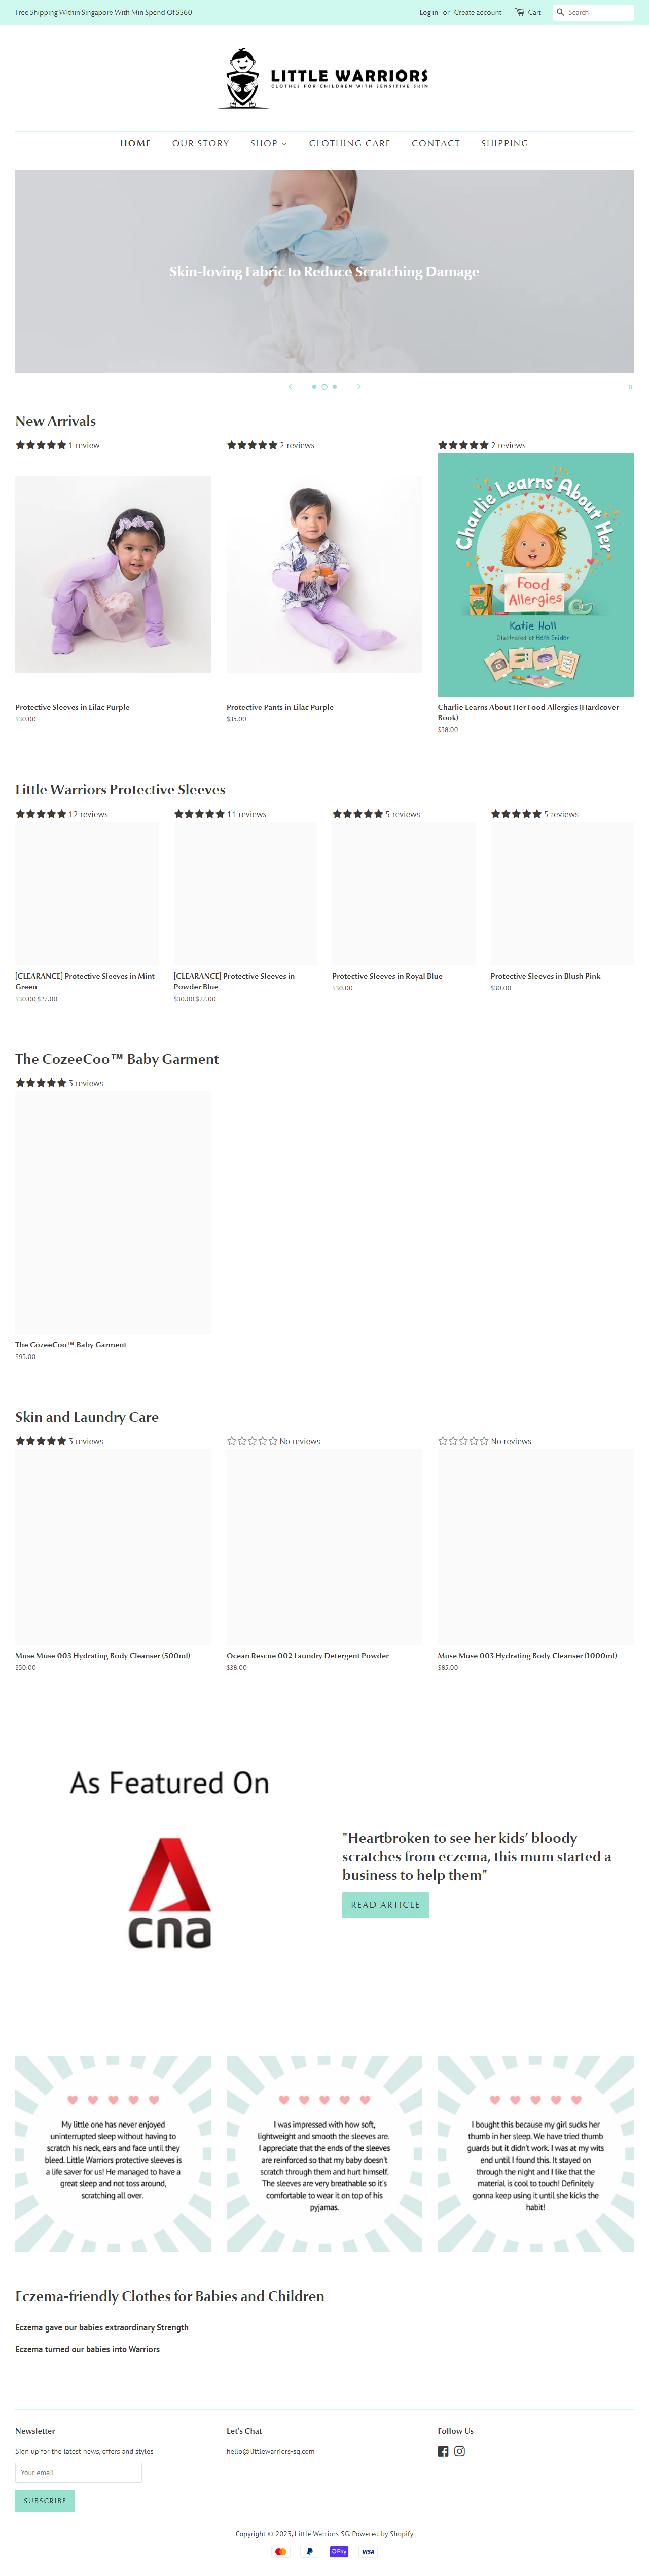 Free Shipping Within Singapore With Min Spend Of S$60
Log in or Create account
Cart
Search
LITTLE WARRIORS
CLOTHES FOR CHILDREN WITH SENSITIVE SKIN
HOME
OUR STORY
SHOP
CLOTHING CARE
CONTACT
SHIPPING
Skin-loving Fabric to Reduce Scratching Damage
New Arrivals
1 review
2 reviews
2 reviews
Charlie Learns About Her
Food
Allergies
Katie Holl
Illustrated by Beth Snider
Protective Sleeves in Lilac Purple
$30.00
Protective Pants in Lilac Purple
$35.00
Charlie Learns About Her Food Allergies (Hardcover
Book)
$38.00
Little Warriors Protective Sleeves
12 reviews
11 reviews
5 reviews
5 reviews
[CLEARANCE] Protective Sleeves in Mint
Green
$30.00 $27.00
[CLEARANCE] Protective Sleeves in
Powder Blue
$30.00 $27.00
Protective Sleeves in Royal Blue
$30.00
Protective Sleeves in Blush Pink
$30.00
The CozeeCoo™ Baby Garment
3 reviews
The CozeeCoo™ Baby Garment
$95.00
Skin and Laundry Care
3 reviews
No reviews
No reviews
Muse Muse 003 Hydrating Body Cleanser (500ml)
$50.00
Ocean Rescue 002 Laundry Detergent Powder
$38.00
Muse Muse 003 Hydrating Body Cleanser (1000ml)
$85.00
As Featured On
cna
"Heartbroken to see her kids’ bloody
scratches from eczema, this mum started a
business to help them"
READ ARTICLE
My little one has never enjoyed
uninterrupted sleep without having to
scratch his neck, ears and face until they
bleed. Little Warriors protective sleeves is
a life saver for us! He managed to have a
great sleep and not toss around,
scratching all over.
I was impressed with how soft,
lightweight and smooth the sleeves are.
I appreciate that the ends of the sleeves
are reinforced so that my baby doesn't
scratch through them and hurt himself.
The sleeves are very breathable so it's
comfortable to wear it on top of his
pyjamas.
I bought this because my girl sucks her
thumb in her sleep. We have tried thumb
guards but it didn't work. I was at my wits
end until I found this. It stayed on
through the night and I like that the
material is cool to touch! Definitely
gonna keep using it until she kicks the
habit!
Eczema-friendly Clothes for Babies and Children
Eczema gave our babies extraordinary Strength
Eczema turned our babies into Warriors
Newsletter
Sign up for the latest news, offers and styles
Your email
SUBSCRIBE
Let's Chat
hello@littlewarriors-sg.com
Follow Us
Copyright © 2023, Little Warriors SG. Powered by Shopify
OPay
VISA